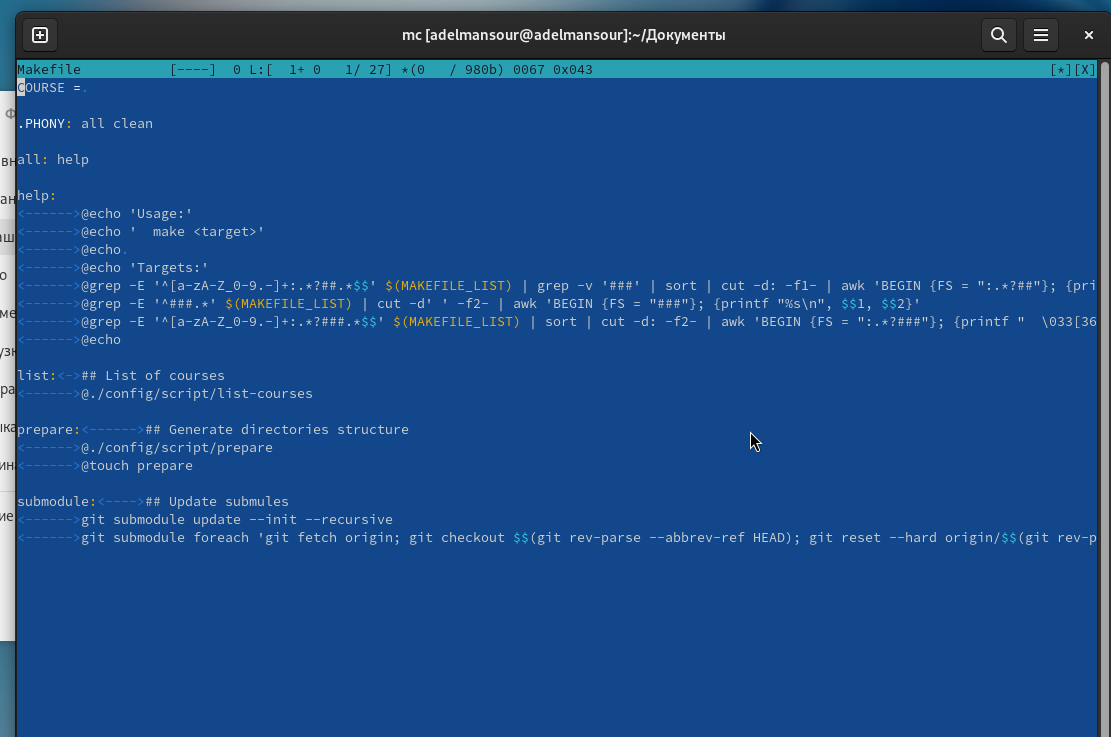 mc [adelmansour@adelmansour]:~/Документы
Makefile [----] 0 L:[ 1+ 0 1/ 27] *(0 / 980b) 0067 0x043 [*][X]
COURSE =.
.PHONY: all clean
all: help
help:
<------>@echo 'Usage:'
<------>@echo '  make <target>'
<------>@echo.
<------>@echo 'Targets:'
<------>@grep -E '^[a-zA-Z_0-9.-]+:.*?##.*$$' $(MAKEFILE_LIST) | grep -v '###' | sort | cut -d: -f1- | awk 'BEGIN {FS = ":.*?##"}; {pri
<------>@grep -E '^###.*' $(MAKEFILE_LIST) | cut -d' ' -f2- | awk 'BEGIN {FS = "###"}; {printf "%s\n", $$1, $$2}'
<------>@grep -E '^[a-zA-Z_0-9.-]+:.*?###.*$$' $(MAKEFILE_LIST) | sort | cut -d: -f2- | awk 'BEGIN {FS = ":.*?###"}; {printf "  \033[36
<------>@echo
list:<->## List of courses
<------>@./config/script/list-courses
prepare:<------>## Generate directories structure
<------>@./config/script/prepare
<------>@touch prepare
submodule:<---->## Update submules
<------>git submodule update --init --recursive
<------>git submodule foreach 'git fetch origin; git checkout $$(git rev-parse --abbrev-ref HEAD); git reset --hard origin/$$(git rev-p